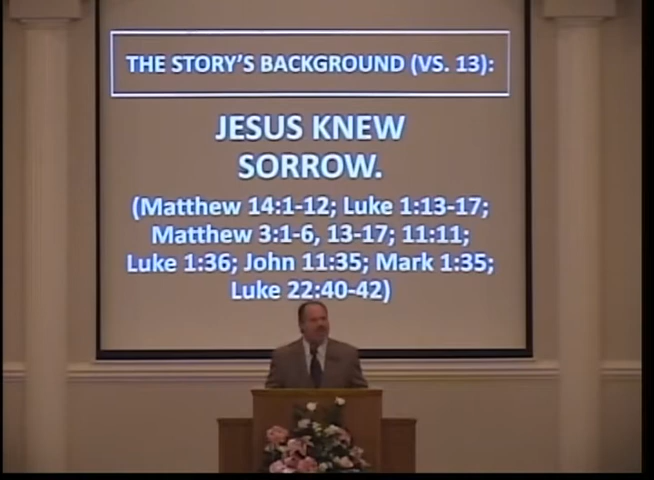 THE STORY'S BACKGROUND (VS. 13):
JESUS KNEW
SORROW.
(Matthew 14:1-12; Luke 1:13-17;
Matthew 3:1-6, 13-17; 11:11;
Luke 1:36; John 11:35; Mark 1:35;
Luke 22:40-42)